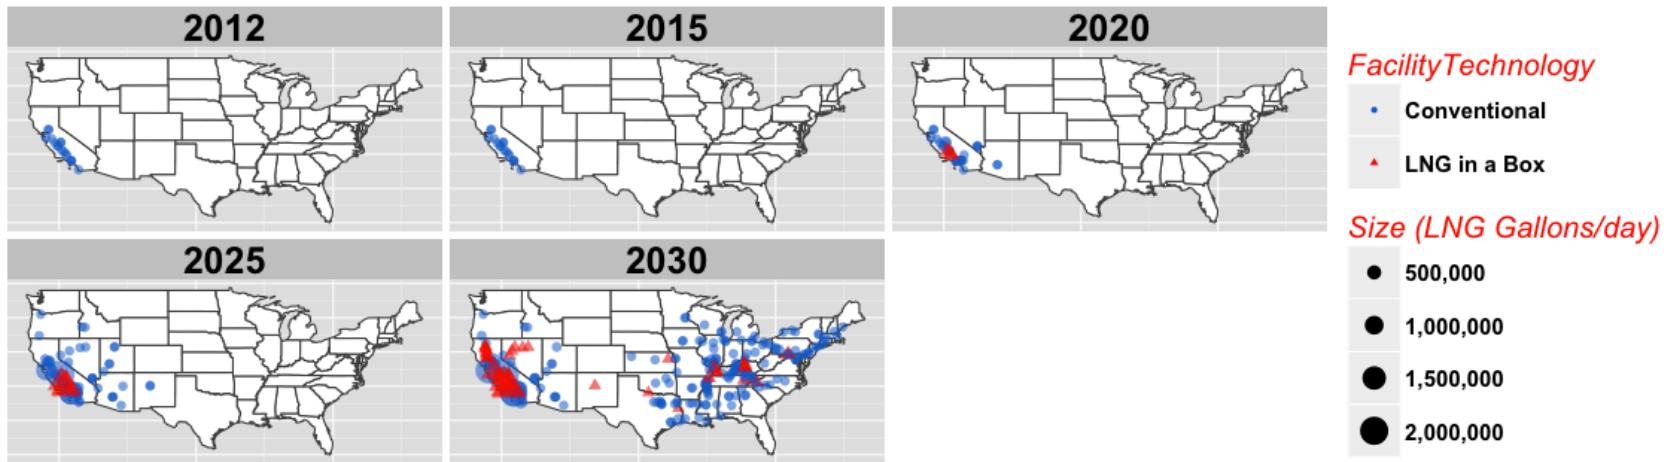 2012
2015
2020
2025
2030
FacilityTechnology
Conventional
LNG in a Box
Size (LNG Gallons/day)
500,000
1,000,000
1,500,000
2,000,000